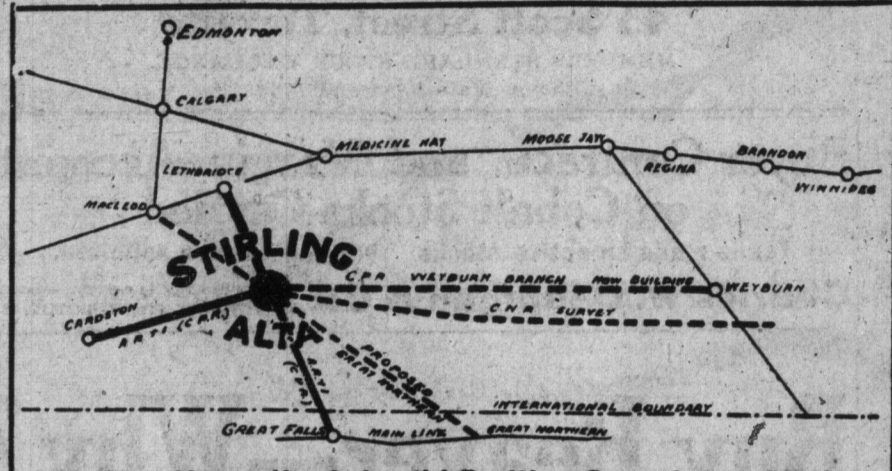 EDMONTON
CALGARY
MEDICINE HAT
MOOSE JAW
REGINA
BRANDON
WINNIPEG
LETHBRIDGE
MACLEOD
STIRLING
ALTA
C.P.R. WEYBURN BRANCH NOW BUILDING
WEYBURN
C N R SURVEY
CARDSTON
A.R.T.I. (C.P.R.)
A.R.T.I.
(C.P.R.)
PROPOSED
GREAT NORTHERN
INTERNATIONAL BOUNDARY
GREAT FALLS
MAIN LINE
GREAT NORTHERN